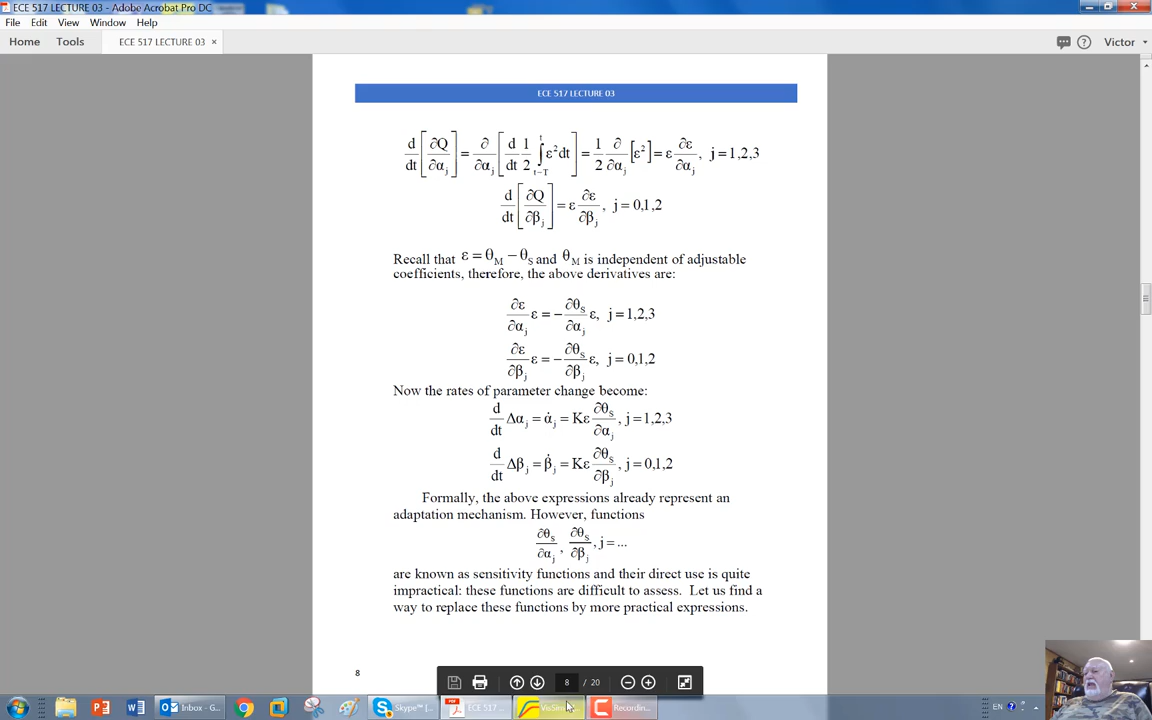 ECE 517 LECTURE 03 - Adobe Acrobat Pro DC
File Edit View Window Help
Home Tools ECE 517 LECTURE 03 × Victor
ECE 517 LECTURE 03
d/dt [∂Q/∂α_j] = ∂/∂α_j [d/dt 1/2 ∫_{t−T}^{t} ε²dt] = 1/2 ∂/∂α_j [ε²] = ε ∂ε/∂α_j, j = 1,2,3
d/dt [∂Q/∂β_j] = ε ∂ε/∂β_j, j = 0,1,2
Recall that ε = θ_M − θ_S and θ_M is independent of adjustable
coefficients, therefore, the above derivatives are:
∂ε/∂α_j ε = − ∂θ_S/∂α_j ε, j = 1,2,3
∂ε/∂β_j ε = − ∂θ_S/∂β_j ε, j = 0,1,2
Now the rates of parameter change become:
d/dt Δα_j = α̇_j = Kε ∂θ_S/∂α_j, j = 1,2,3
d/dt Δβ_j = β̇_j = Kε ∂θ_S/∂β_j, j = 0,1,2
Formally, the above expressions already represent an
adaptation mechanism. However, functions
∂θ_S/∂α_j, ∂θ_S/∂β_j, j = ...
are known as sensitivity functions and their direct use is quite
impractical: these functions are difficult to assess. Let us find a
way to replace these functions by more practical expressions.
8
8 / 20
Inbox - G... Skype™ [... ECE 517 ... VisSim... Recordin... EN